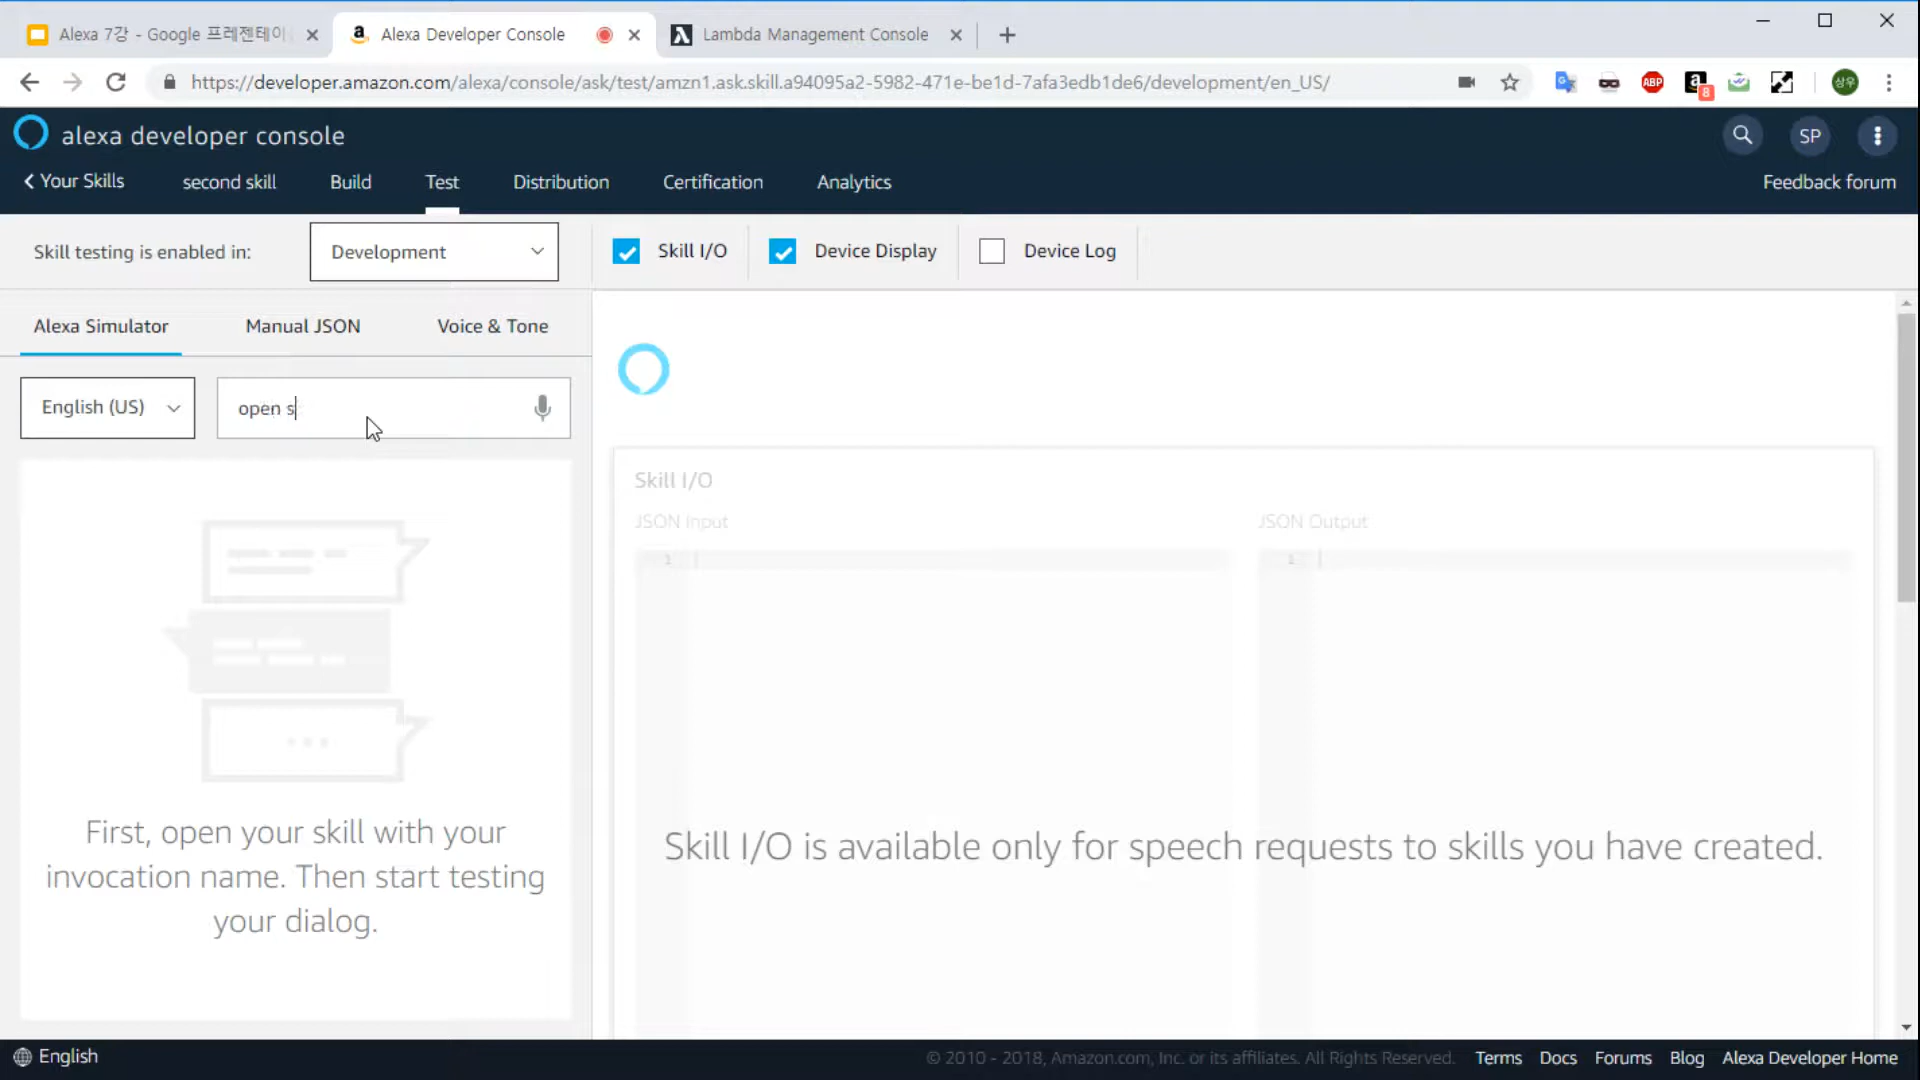 Alexa 7강 - Google 프레젠테이
Alexa Developer Console
Lambda Management Console
https://developer.amazon.com/alexa/console/ask/test/amzn1.ask.skill.a94095a2-5982-471e-be1d-7afa3edb1de6/development/en_US/
ABP
8
상우
alexa developer console
SP
Your Skills
second skill
Build
Test
Distribution
Certification
Analytics
Feedback forum
Skill testing is enabled in:
Development
Skill I/O
Device Display
Device Log
Alexa Simulator
Manual JSON
Voice & Tone
English (US)
open s
Skill I/O
JSON Input
JSON Output
1
1
First, open your skill with your
invocation name. Then start testing
your dialog.
Skill I/O is available only for speech requests to skills you have created.
English
© 2010 - 2018, Amazon.com, Inc. or its affiliates. All Rights Reserved.
Terms
Docs
Forums
Blog
Alexa Developer Home